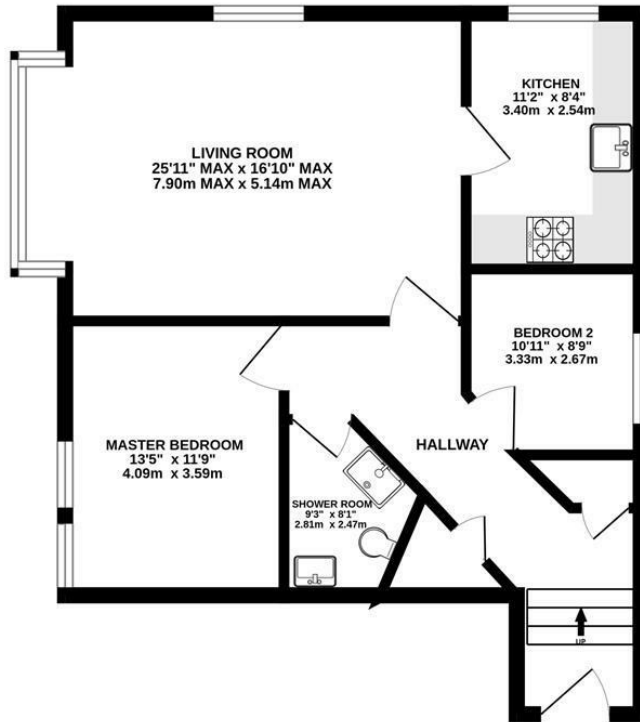 KITCHEN
11'2" x 8'4"
3.40m x 2.54m
LIVING ROOM
25'11" MAX x 16'10" MAX
7.90m MAX x 5.14m MAX
BEDROOM 2
10'11" x 8'9"
3.33m x 2.67m
MASTER BEDROOM
13'5" x 11'9"
4.09m x 3.59m
HALLWAY
SHOWER ROOM
9'3" x 8'1"
2.81m x 2.47m
UP